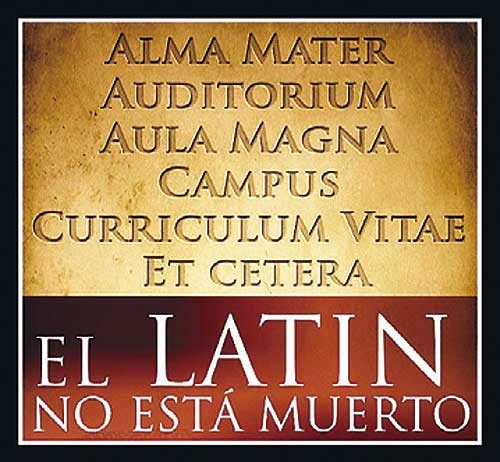 ALMA MATER
AUDITORIUM
AULA MAGNA
CAMPUS
CURRICULUM VITAE
ET CETERA
EL LATIN
NO ESTÁ MUERTO